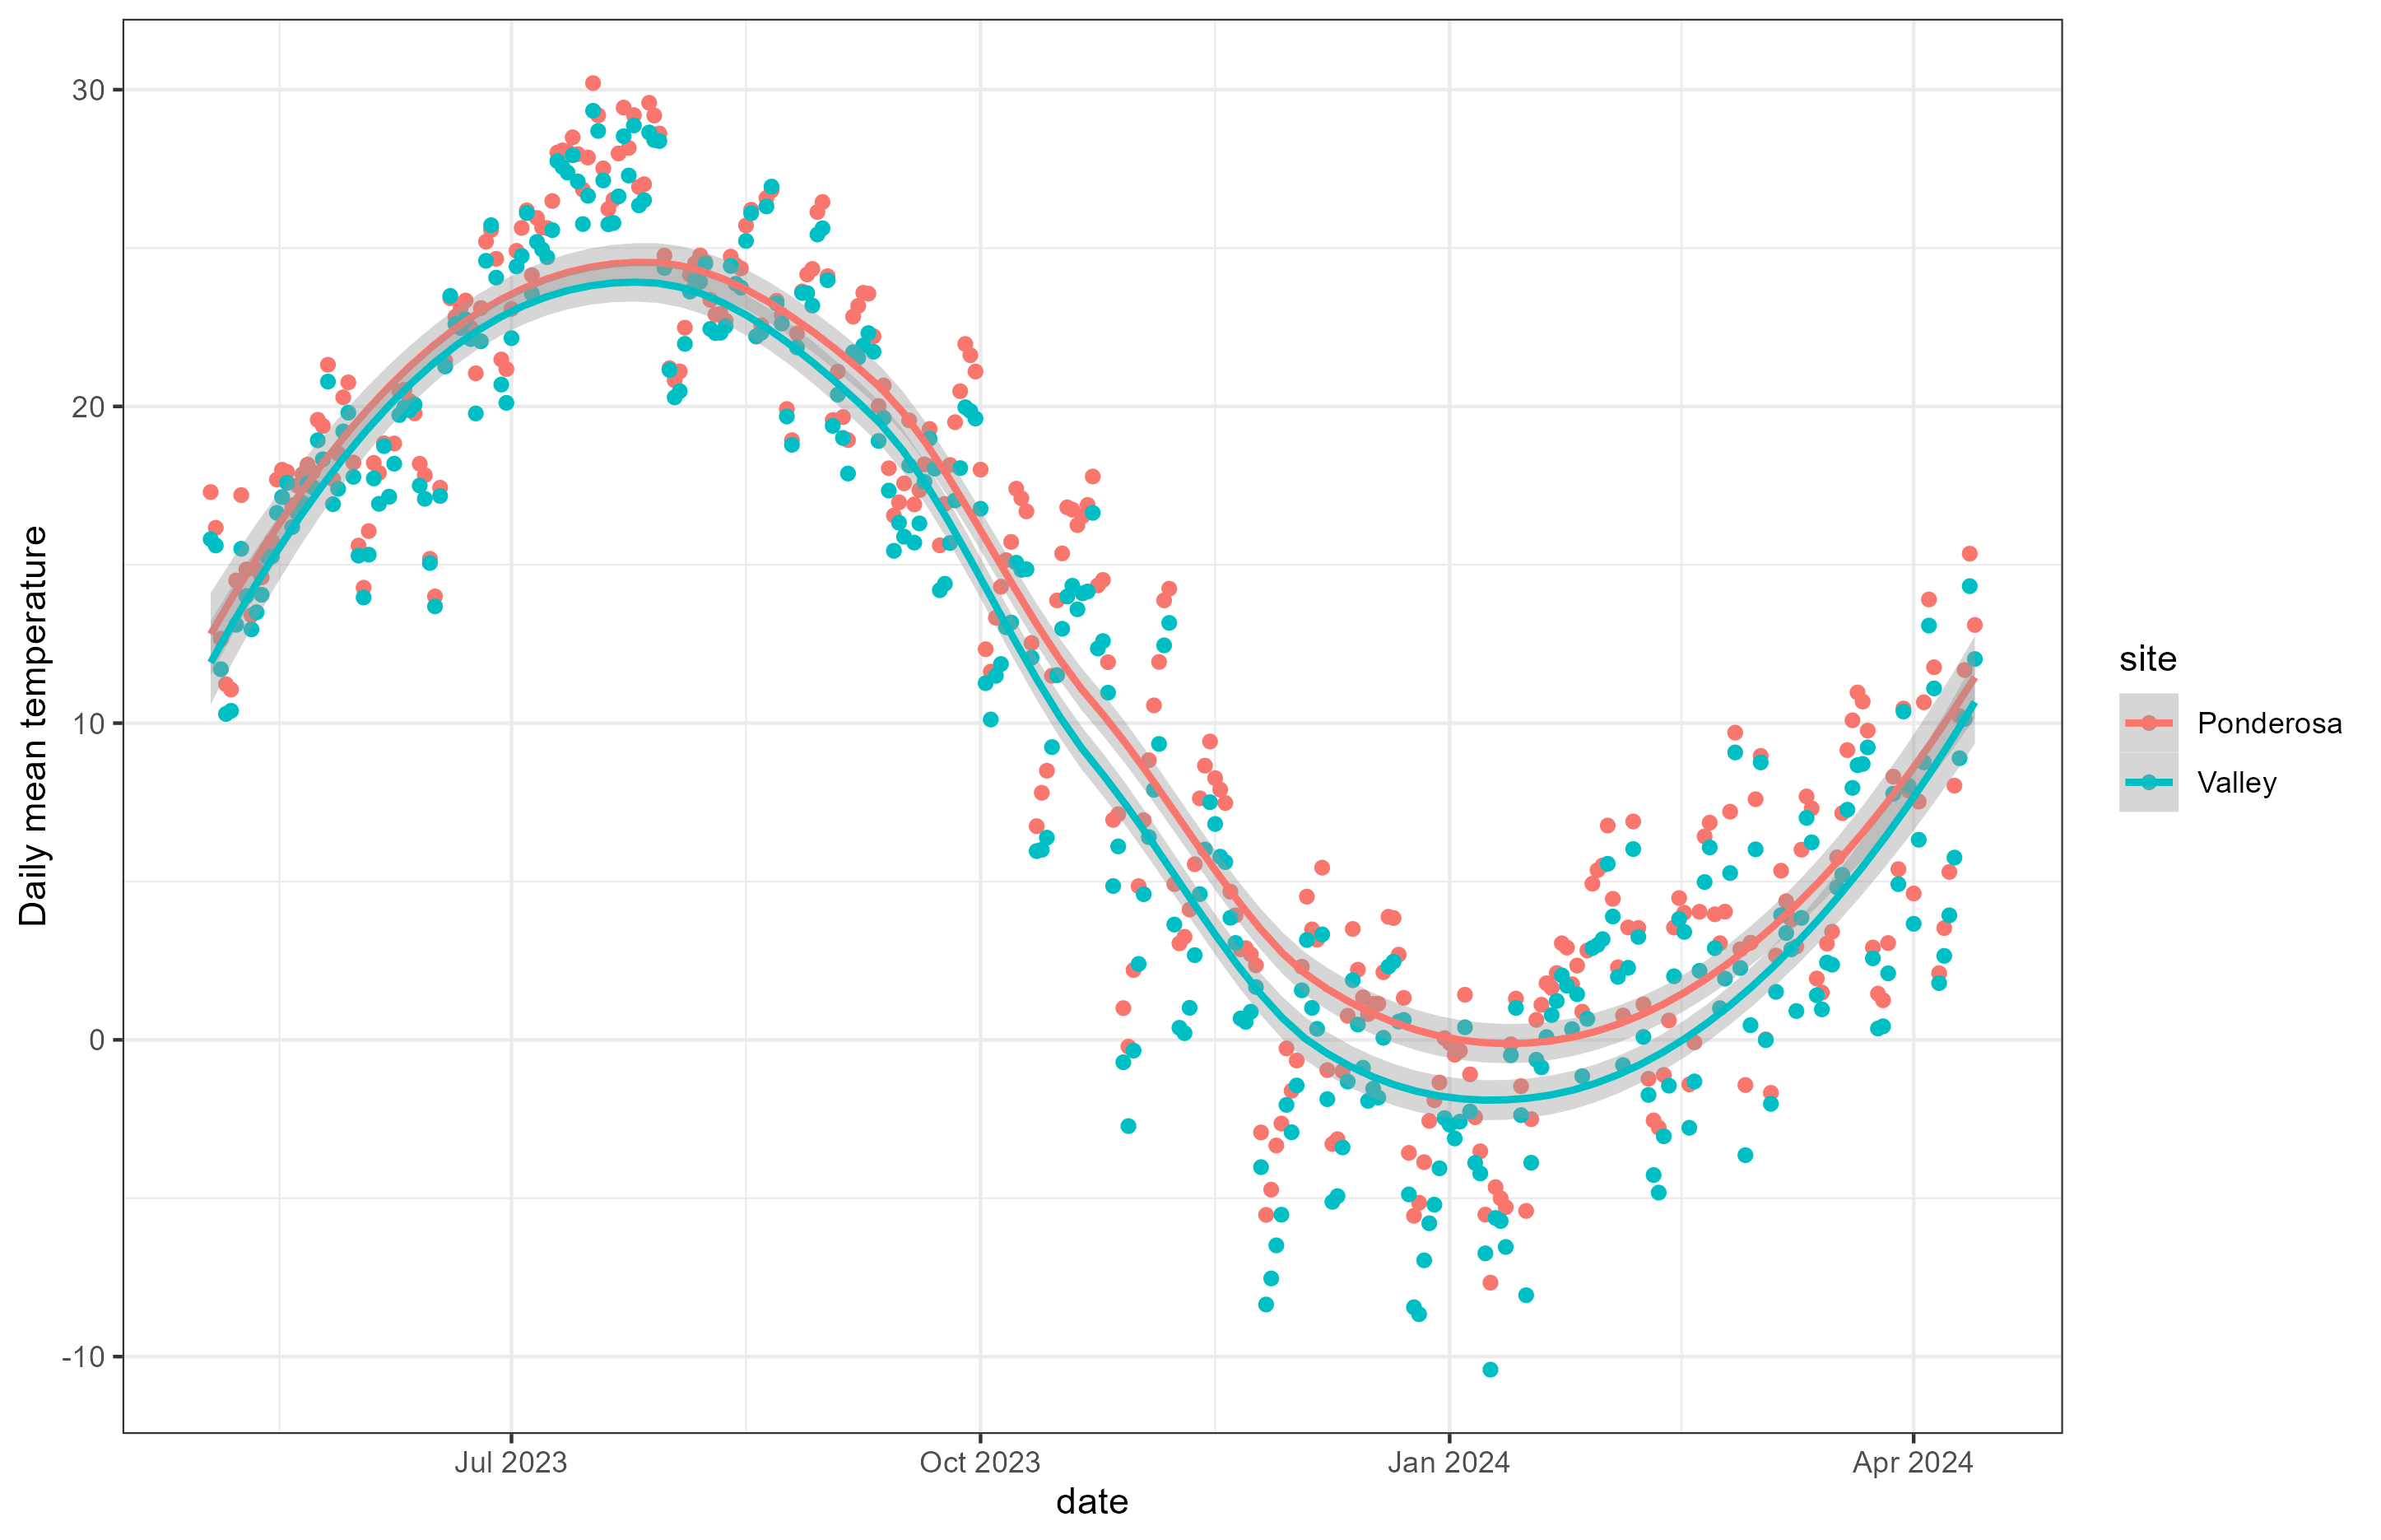 30
20
10
0
-10
Daily mean temperature
Jul 2023
Oct 2023
Jan 2024
Apr 2024
date
site
Ponderosa
Valley